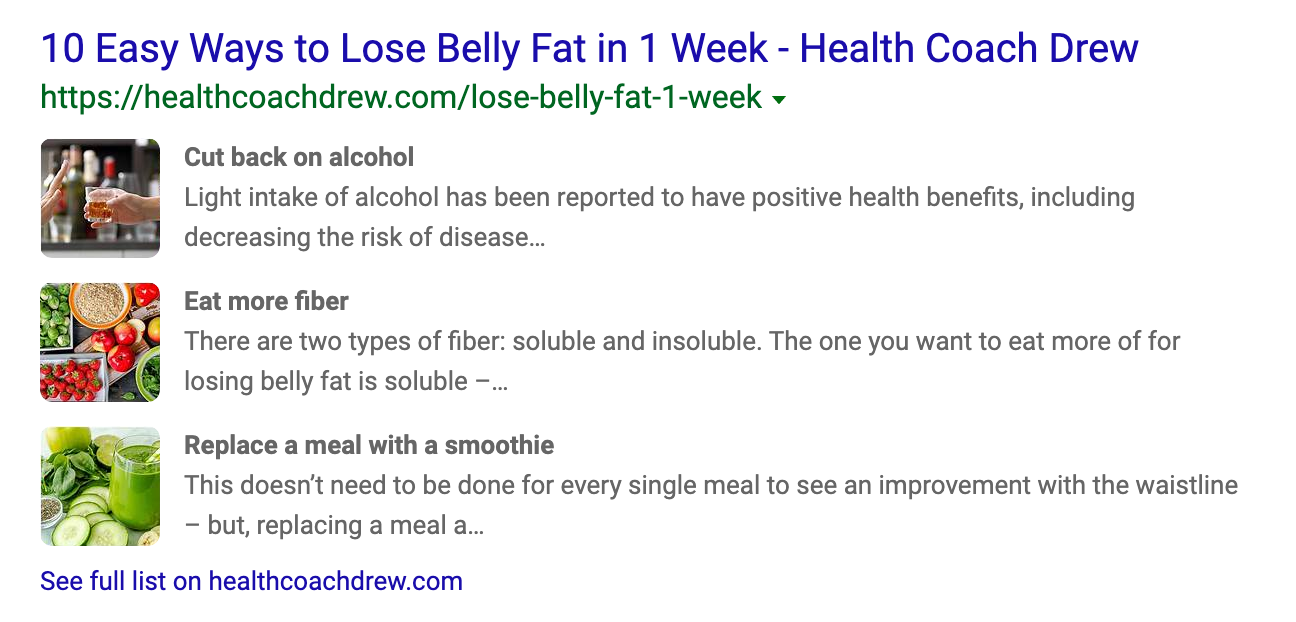 10 Easy Ways to Lose Belly Fat in 1 Week - Health Coach Drew
https://healthcoachdrew.com/lose-belly-fat-1-week
Cut back on alcohol
Light intake of alcohol has been reported to have positive health benefits, including
decreasing the risk of disease…
Eat more fiber
There are two types of fiber: soluble and insoluble. The one you want to eat more of for
losing belly fat is soluble –…
Replace a meal with a smoothie
This doesn’t need to be done for every single meal to see an improvement with the waistline
– but, replacing a meal a…
See full list on healthcoachdrew.com